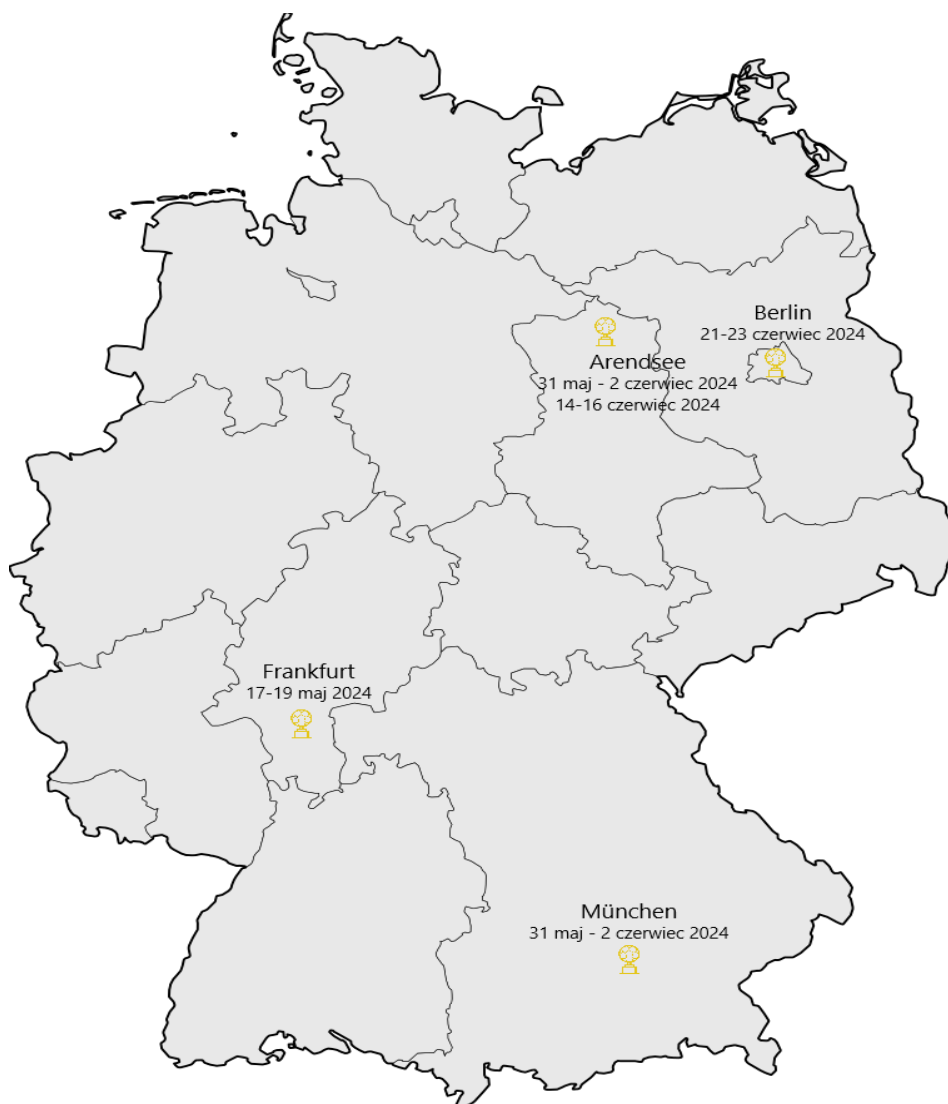 Berlin
21-23 czerwiec 2024
Arendsee
31 maj - 2 czerwiec 2024
14-16 czerwiec 2024
Frankfurt
17-19 maj 2024
München
31 maj - 2 czerwiec 2024